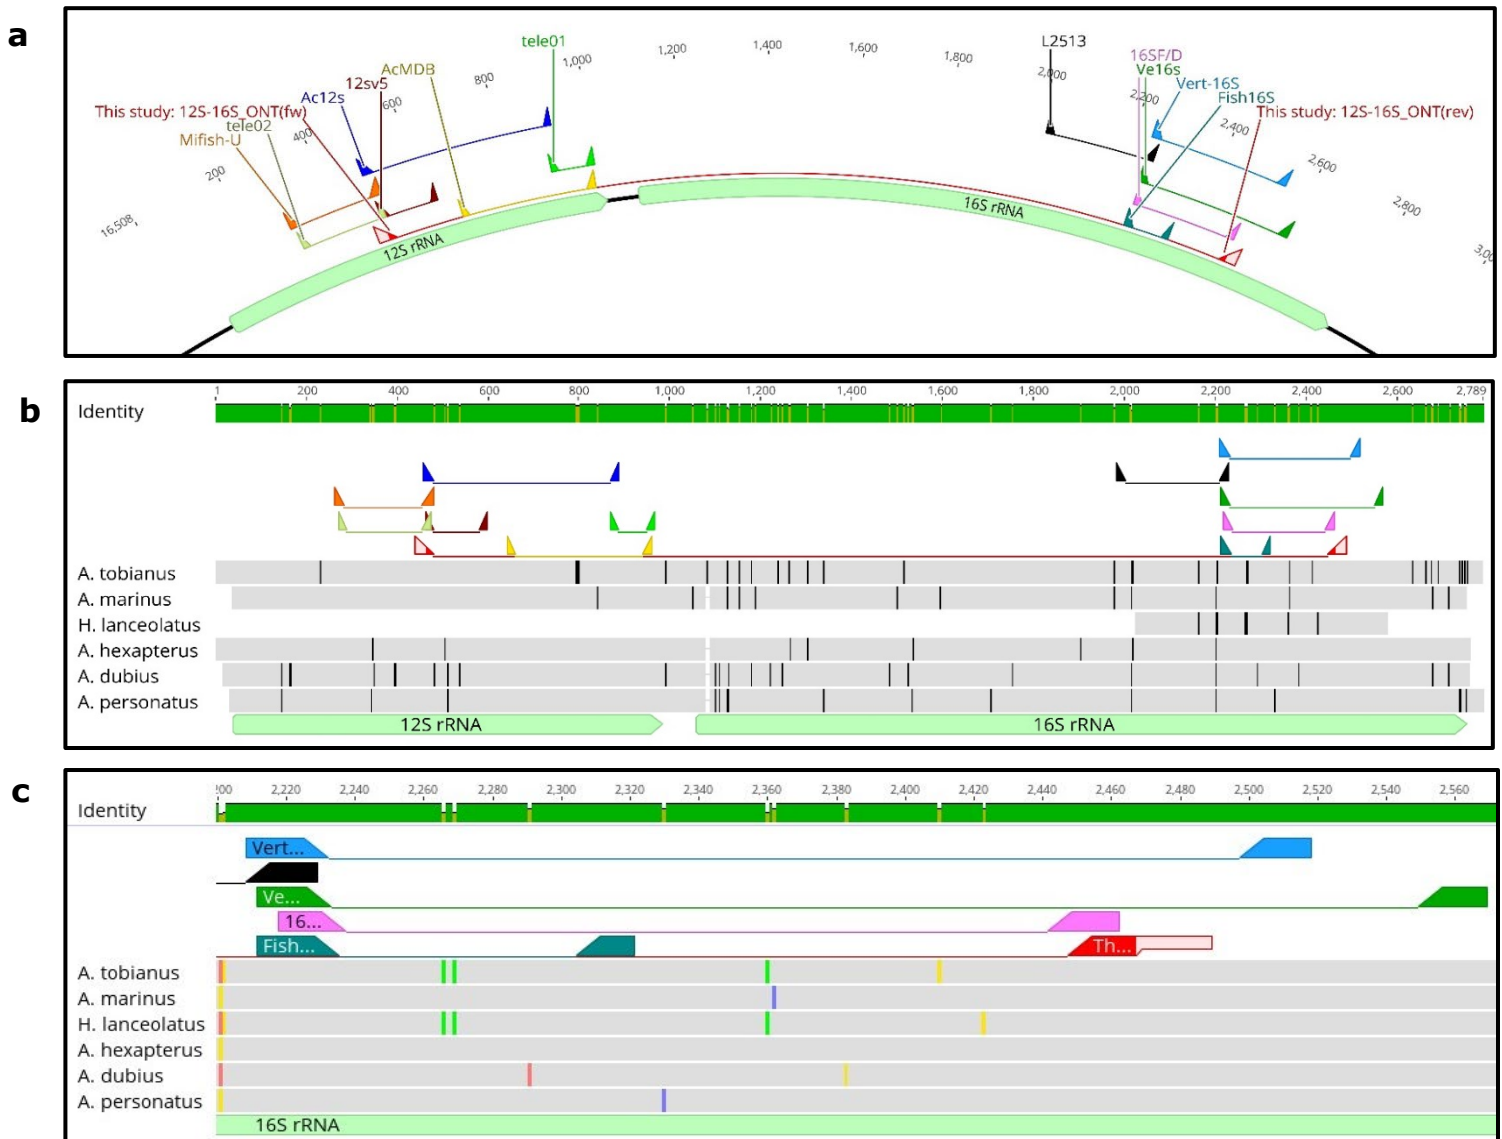 a
tele01
L2513
1,000
1,200
1,400
1,600
1,800
2,000
16SF/D
Ve16s
AcMDB
12sv5
800
Ac12s
600
2,200
Vert-16S
Fish16S
This study: 12S-16S_ONT(fw)
This study: 12S-16S_ONT(rev)
tele02
Mifish-U
400
2,400
200
2,600
2,800
16,508
12S rRNA
16S rRNA
3,00
b
1 200 400 600 800 1,000 1,200 1,400 1,600 1,800 2,000 2,200 2,400 2,600 2,789
Identity
A. tobianus
A. marinus
H. lanceolatus
A. hexapterus
A. dubius
A. personatus
12S rRNA 16S rRNA
c
200 2,220 2,240 2,260 2,280 2,300 2,320 2,340 2,360 2,380 2,400 2,420 2,440 2,460 2,480 2,500 2,520 2,540 2,560
Identity
Vert...
Ve...
16...
Fish... Th...
A. tobianus
A. marinus
H. lanceolatus
A. hexapterus
A. dubius
A. personatus
16S rRNA